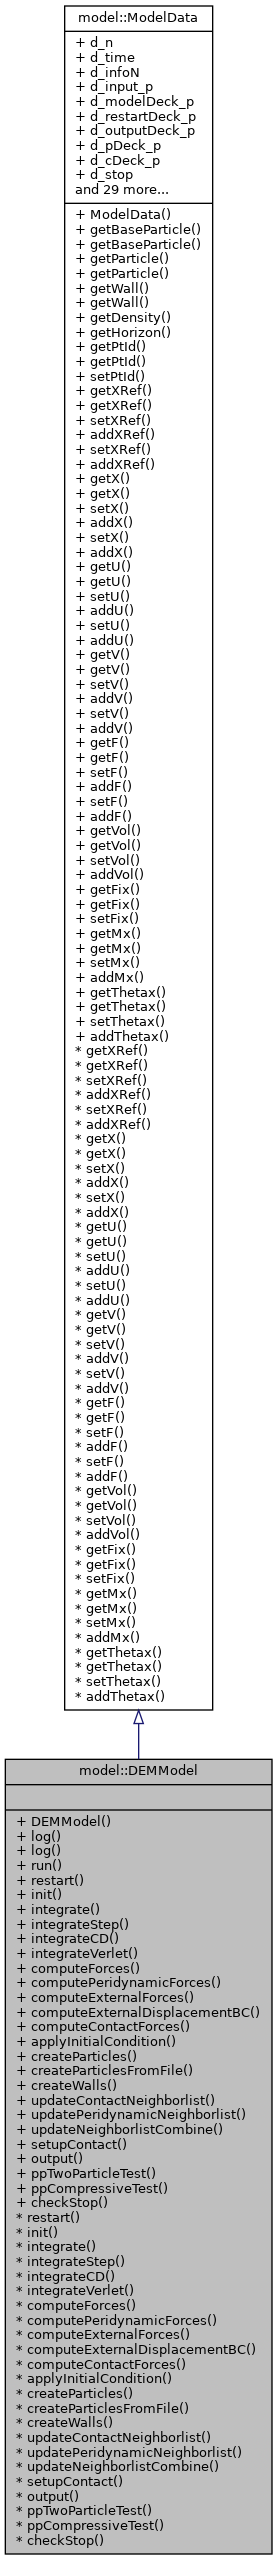 model::ModelData
+ d_n
+ d_time
+ d_infoN
+ d_input_p
+ d_modelDeck_p
+ d_restartDeck_p
+ d_outputDeck_p
+ d_pDeck_p
+ d_cDeck_p
+ d_stop
and 29 more...
+ ModelData()
+ getBaseParticle()
+ getBaseParticle()
+ getParticle()
+ getParticle()
+ getWall()
+ getWall()
+ getDensity()
+ getHorizon()
+ getPtId()
+ getPtId()
+ setPtId()
+ getXRef()
+ getXRef()
+ setXRef()
+ addXRef()
+ setXRef()
+ addXRef()
+ getX()
+ getX()
+ setX()
+ addX()
+ setX()
+ addX()
+ getU()
+ getU()
+ setU()
+ addU()
+ setU()
+ addU()
+ getV()
+ getV()
+ setV()
+ addV()
+ setV()
+ addV()
+ getF()
+ getF()
+ setF()
+ addF()
+ setF()
+ addF()
+ getVol()
+ getVol()
+ setVol()
+ addVol()
+ getFix()
+ getFix()
+ setFix()
+ getMx()
+ getMx()
+ setMx()
+ addMx()
+ getThetax()
+ getThetax()
+ setThetax()
+ addThetax()
* getXRef()
* getXRef()
* setXRef()
* addXRef()
* setXRef()
* addXRef()
* getX()
* getX()
* setX()
* addX()
* setX()
* addX()
* getU()
* getU()
* setU()
* addU()
* setU()
* addU()
* getV()
* getV()
* setV()
* addV()
* setV()
* addV()
* getF()
* getF()
* setF()
* addF()
* setF()
* addF()
* getVol()
* getVol()
* setVol()
* addVol()
* getFix()
* getFix()
* setFix()
* getMx()
* getMx()
* setMx()
* addMx()
* getThetax()
* getThetax()
* setThetax()
* addThetax()
model::DEMModel
+ DEMModel()
+ log()
+ log()
+ run()
+ restart()
+ init()
+ integrate()
+ integrateStep()
+ integrateCD()
+ integrateVerlet()
+ computeForces()
+ computePeridynamicForces()
+ computeExternalForces()
+ computeExternalDisplacementBC()
+ computeContactForces()
+ applyInitialCondition()
+ createParticles()
+ createParticlesFromFile()
+ createWalls()
+ updateContactNeighborlist()
+ updatePeridynamicNeighborlist()
+ updateNeighborlistCombine()
+ setupContact()
+ output()
+ ppTwoParticleTest()
+ ppCompressiveTest()
+ checkStop()
* restart()
* init()
* integrate()
* integrateStep()
* integrateCD()
* integrateVerlet()
* computeForces()
* computePeridynamicForces()
* computeExternalForces()
* computeExternalDisplacementBC()
* computeContactForces()
* applyInitialCondition()
* createParticles()
* createParticlesFromFile()
* createWalls()
* updateContactNeighborlist()
* updatePeridynamicNeighborlist()
* updateNeighborlistCombine()
* setupContact()
* output()
* ppTwoParticleTest()
* ppCompressiveTest()
* checkStop()